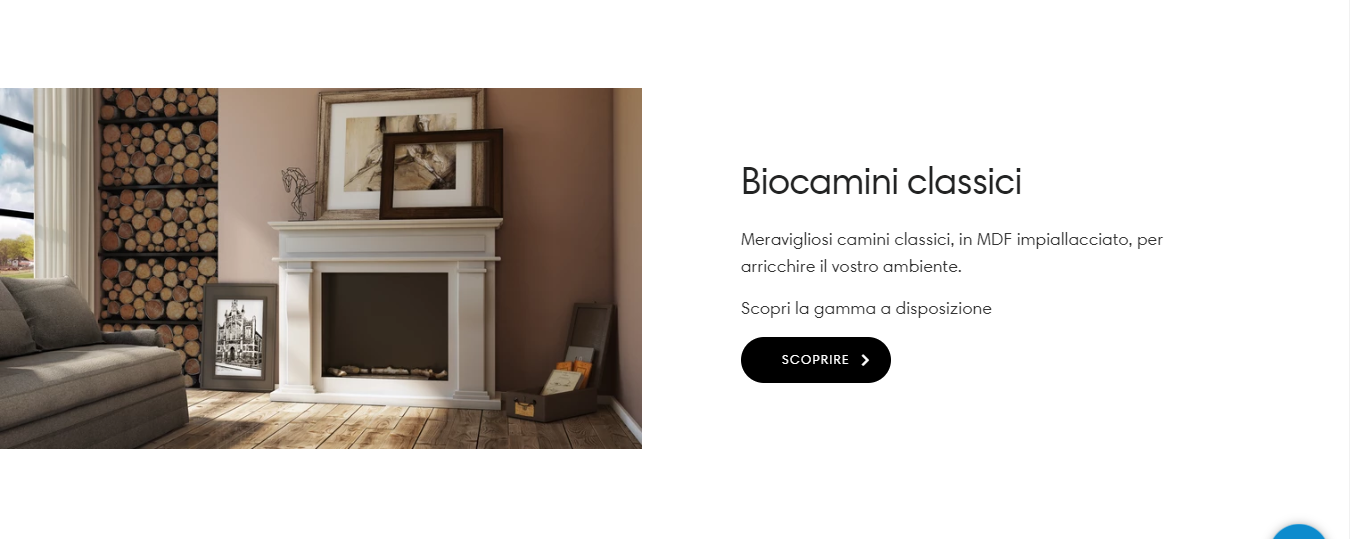 Biocamini classici
Meravigliosi camini classici, in MDF impiallacciato, per
arricchire il vostro ambiente.
Scopri la gamma a disposizione
SCOPRIRE